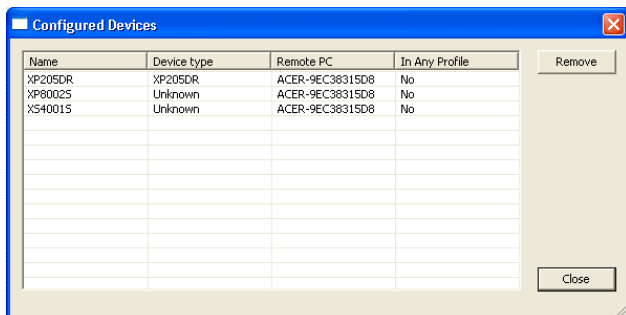 Configured Devices
Name Device type Remote PC In Any Profile Remove
XP205DR XP205DR ACER-9EC38315D8 No
XP8002S Unknown ACER-9EC38315D8 No
XS4001S Unknown ACER-9EC38315D8 No
Close